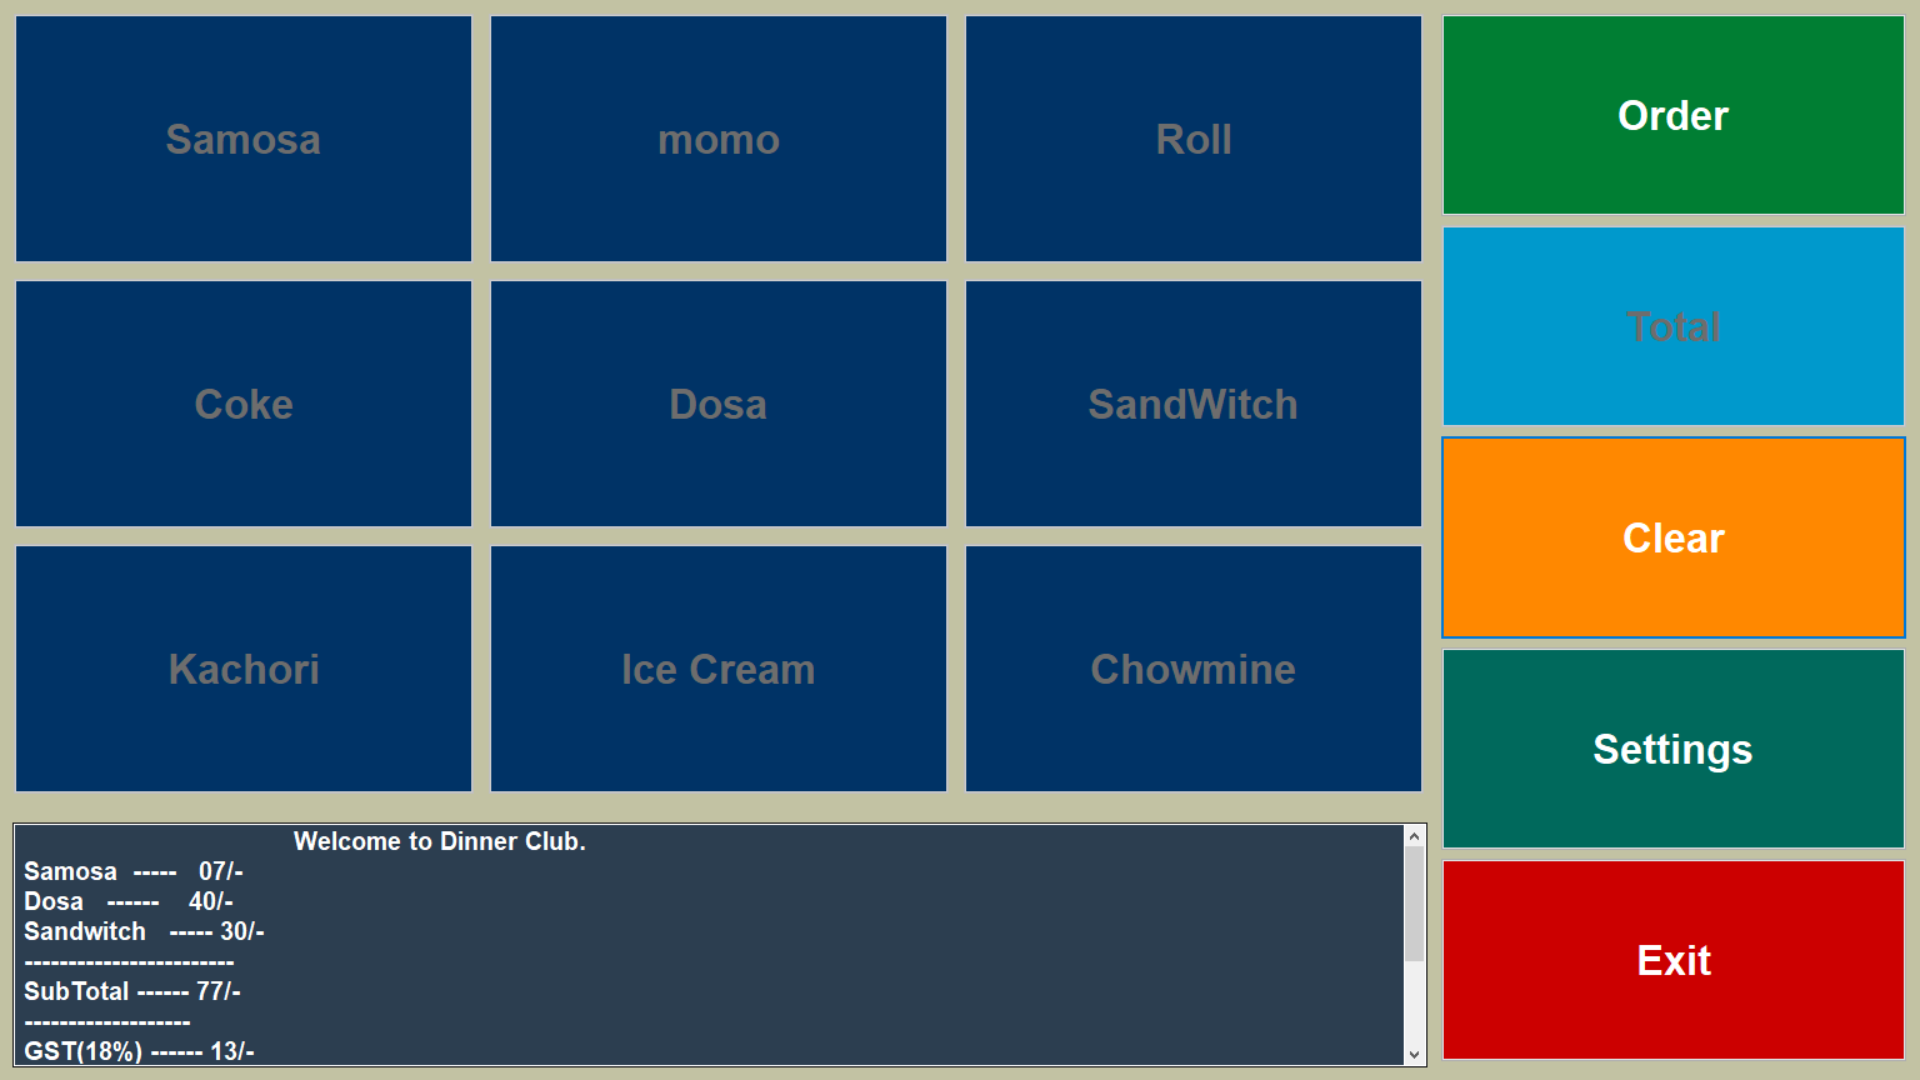 Samosa
momo
Roll
Order
Coke
Dosa
SandWitch
Total
Clear
Kachori
Ice Cream
Chowmine
Settings
Exit
Welcome to Dinner Club.
Samosa ----- 07/-
Dosa ------ 40/-
Sandwitch ----- 30/-
------------------------
SubTotal ------ 77/-
-------------------
GST(18%) ------ 13/-